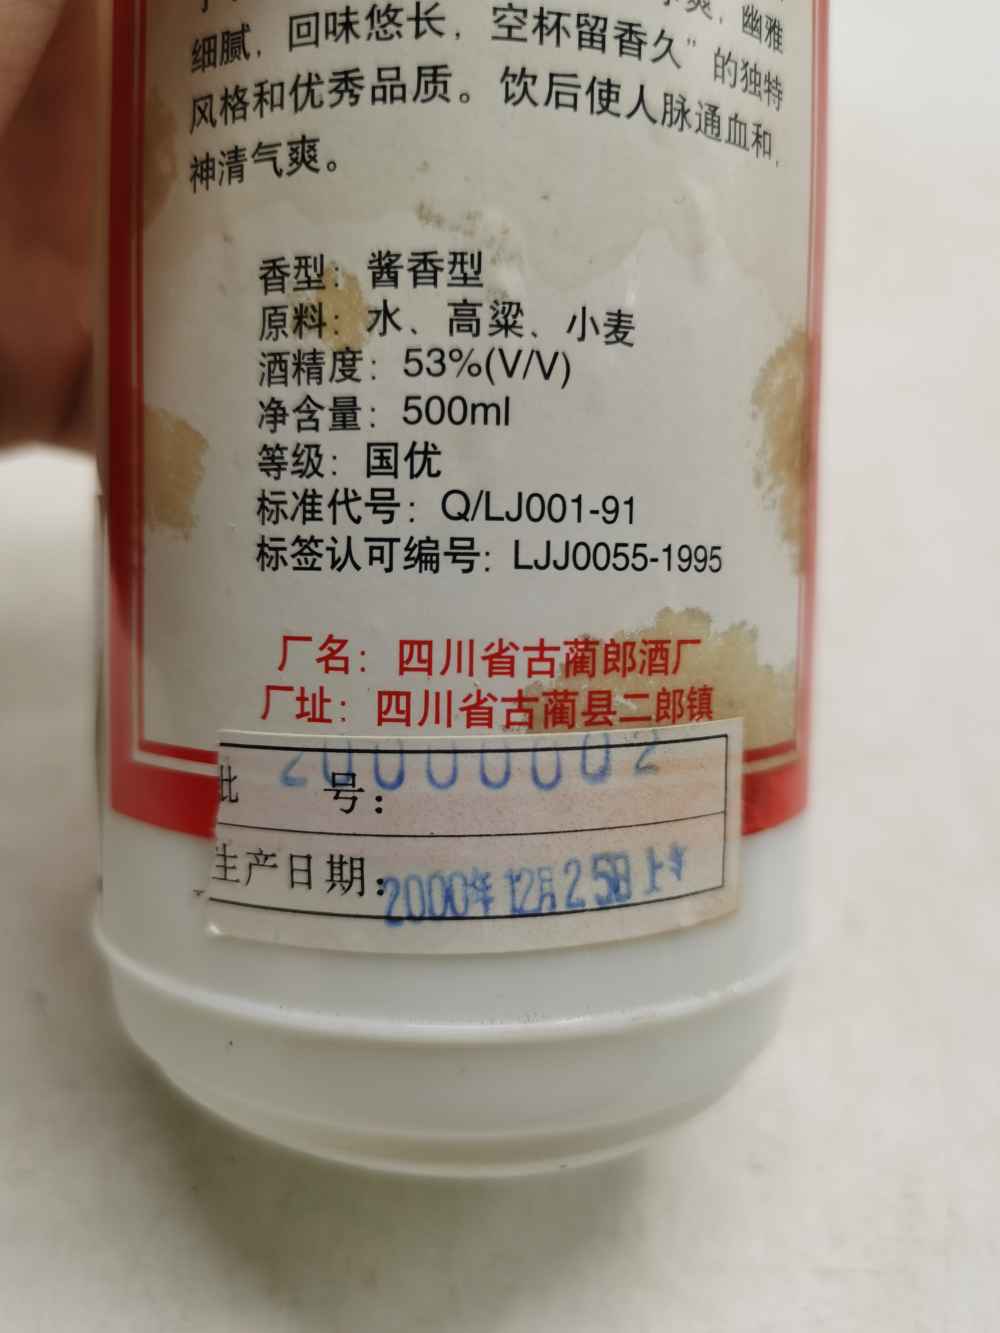 爽，幽雅
细腻，回味悠长，空杯留香久”的独特
风格和优秀品质。饮后使人脉通血和，
神清气爽。
香型：酱香型
原料：水、高粱、小麦
酒精度：53%(V/V)
净含量：500ml
等级：国优
标准代号：Q/LJ001-91
标签认可编号：LJJ0055-1995
厂名：四川省古蔺郎酒厂
厂址：四川省古蔺县二郎镇
批 号：20000002
生产日期：2000年12月25日上午